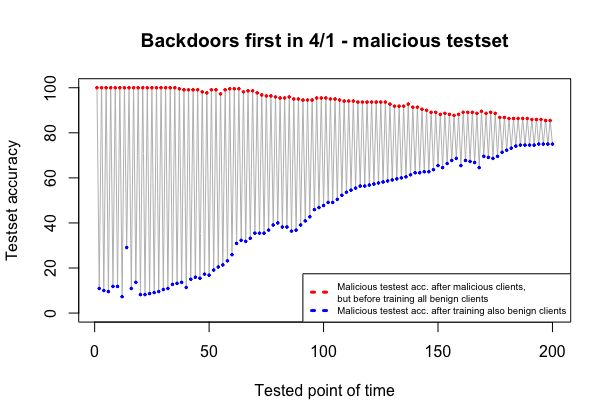 Backdoors first in 4/1 - malicious testset
Testset accuracy
100
80
60
40
20
0
Malicious testest acc. after malicious clients,
but before training all benign clients
Malicious testest acc. after training also benign clients
0 50 100 150 200
Tested point of time